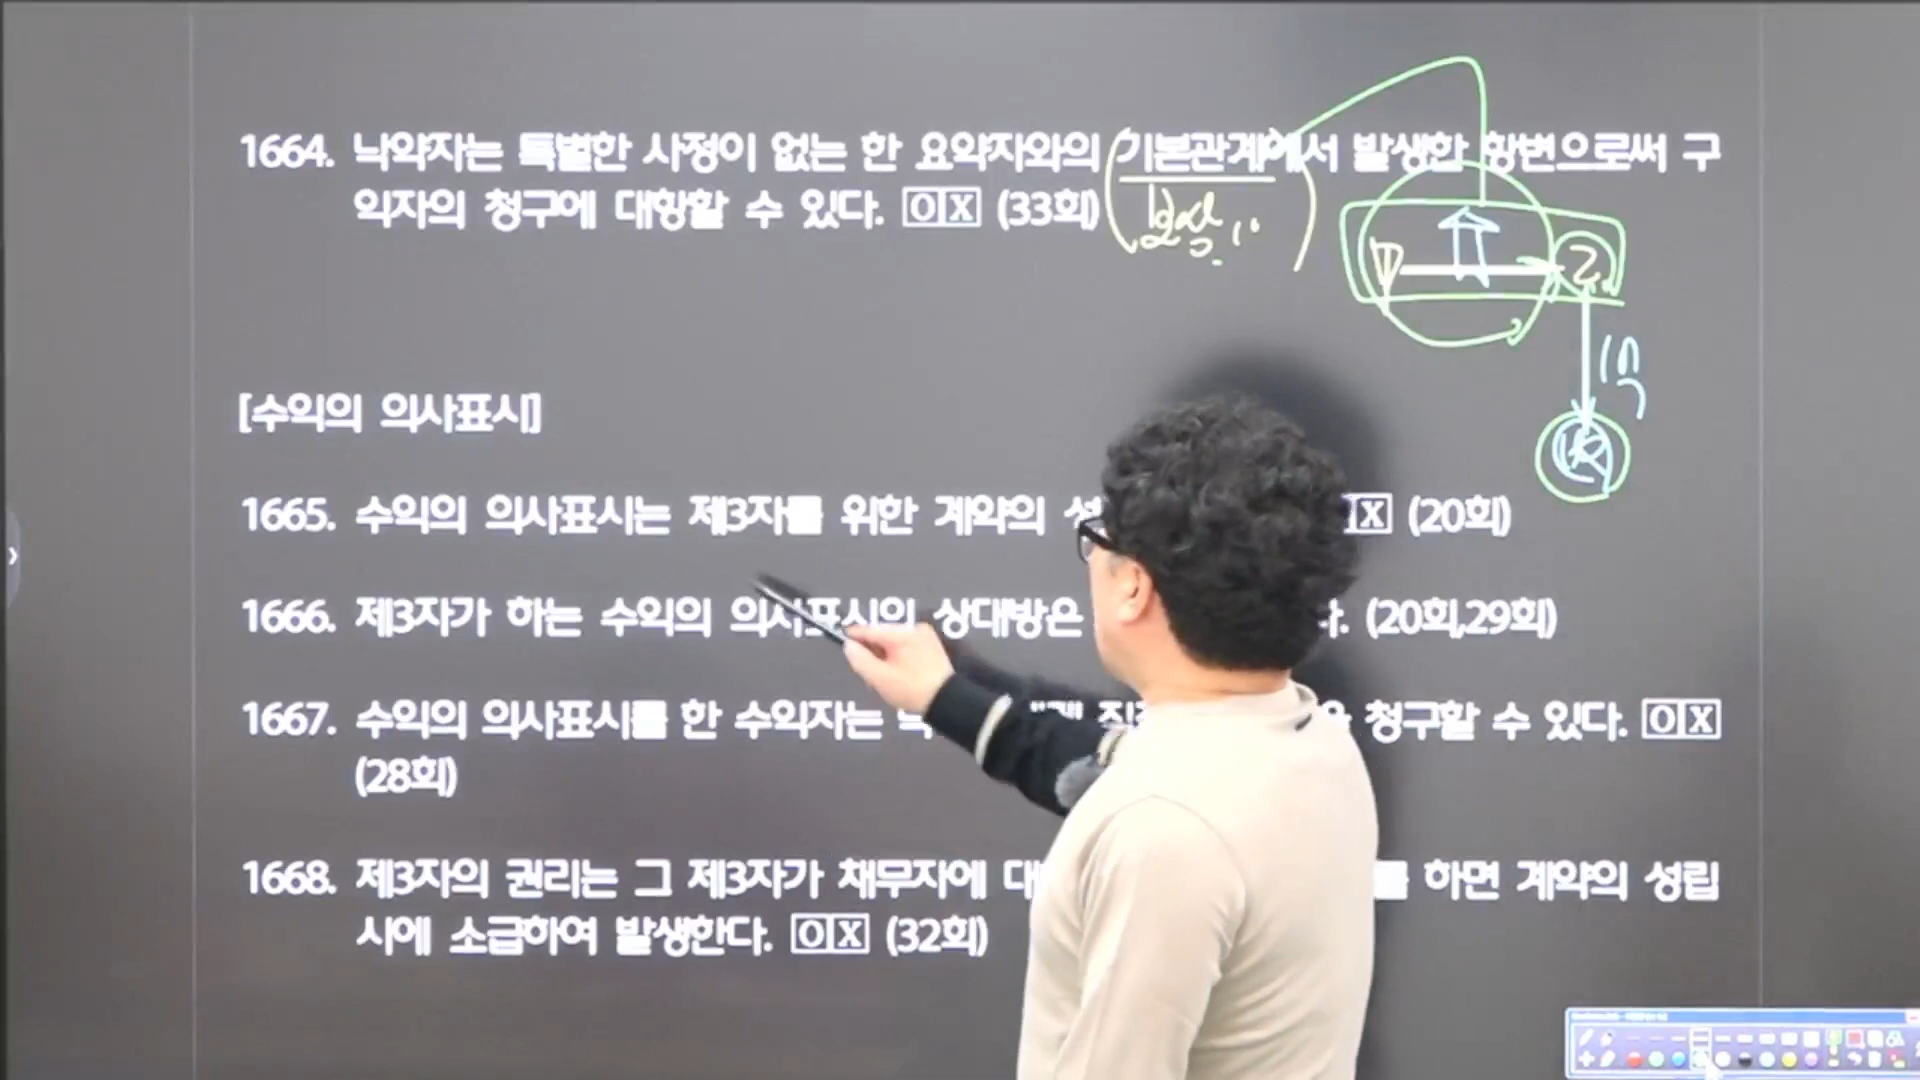 1664. 낙약자는 특별한 사정이 없는 한 요약자와의 기본관계에서 발생한 항변으로써 구
익자의 청구에 대항할 수 있다. O X (33회)
[수익의 의사표시]
1665. 수익의 의사표시는 제3자를 위한 계약의 X (20회)
1666. 제3자가 하는 수익의 의사표시의 상대방은 (20회,29회)
1667. 수익의 의사표시를 한 수익자는 청구할 수 있다. O X
(28회)
1668. 제3자의 권리는 그 제3자가 채무자에 하면 계약의 성립
시에 소급하여 발생한다. O X (32회)